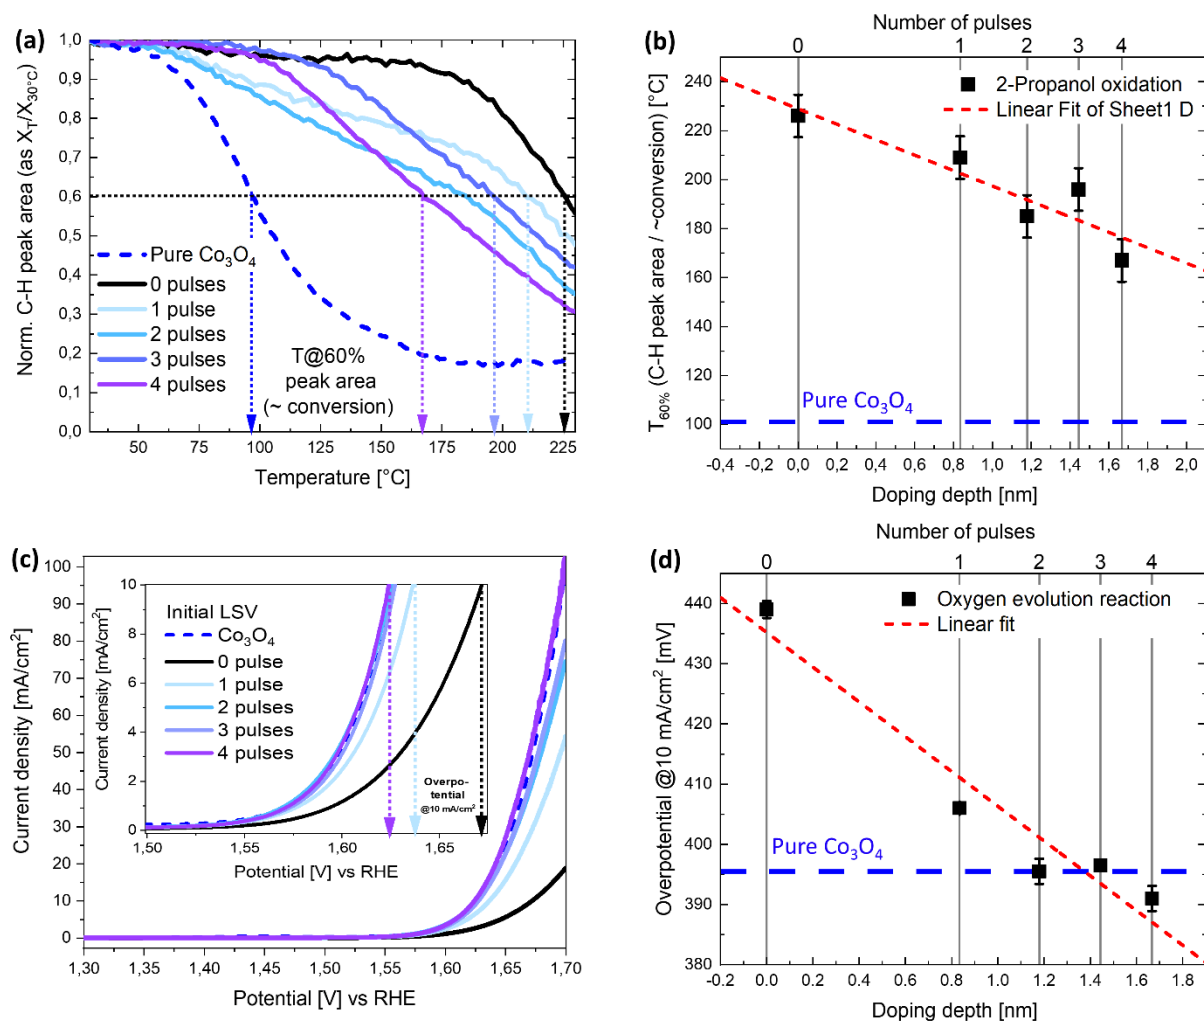 (a)
1,0
0,9
0,8
0,7
0,6
0,5
0,4
0,3
0,2
0,1
0,0
Norm. C-H peak area (as X_T/X_30°C)
Pure Co₃O₄
0 pulses
1 pulse
2 pulses
3 pulses
4 pulses
T@60%
peak area
(~ conversion)
50 75 100 125 150 175 200 225
Temperature [°C]
(b)
Number of pulses
0 1 2 3 4
240
220
200
180
160
140
120
100
T_60% (C-H peak area / ~conversion) [°C]
2-Propanol oxidation
Linear Fit of Sheet1 D
Pure Co₃O₄
-0,4 -0,2 0,0 0,2 0,4 0,6 0,8 1,0 1,2 1,4 1,6 1,8 2,0
Doping depth [nm]
(c)
100
90
80
70
60
50
40
30
20
10
0
Current density [mA/cm²]
10
8
6
4
2
0
Current density [mA/cm²]
Initial LSV
Co₃O₄
0 pulse
1 pulse
2 pulses
3 pulses
4 pulses
Overpo-
tential
@10 mA/cm²
1,50 1,55 1,60 1,65
Potential [V] vs RHE
1,30 1,35 1,40 1,45 1,50 1,55 1,60 1,65 1,70
Potential [V] vs RHE
(d)
Number of pulses
0 1 2 3 4
440
430
420
410
400
390
380
Overpotential @10 mA/cm² [mV]
Oxygen evolution reaction
Linear fit
Pure Co₃O₄
-0.2 0.0 0.2 0.4 0.6 0.8 1.0 1.2 1.4 1.6 1.8
Doping depth [nm]